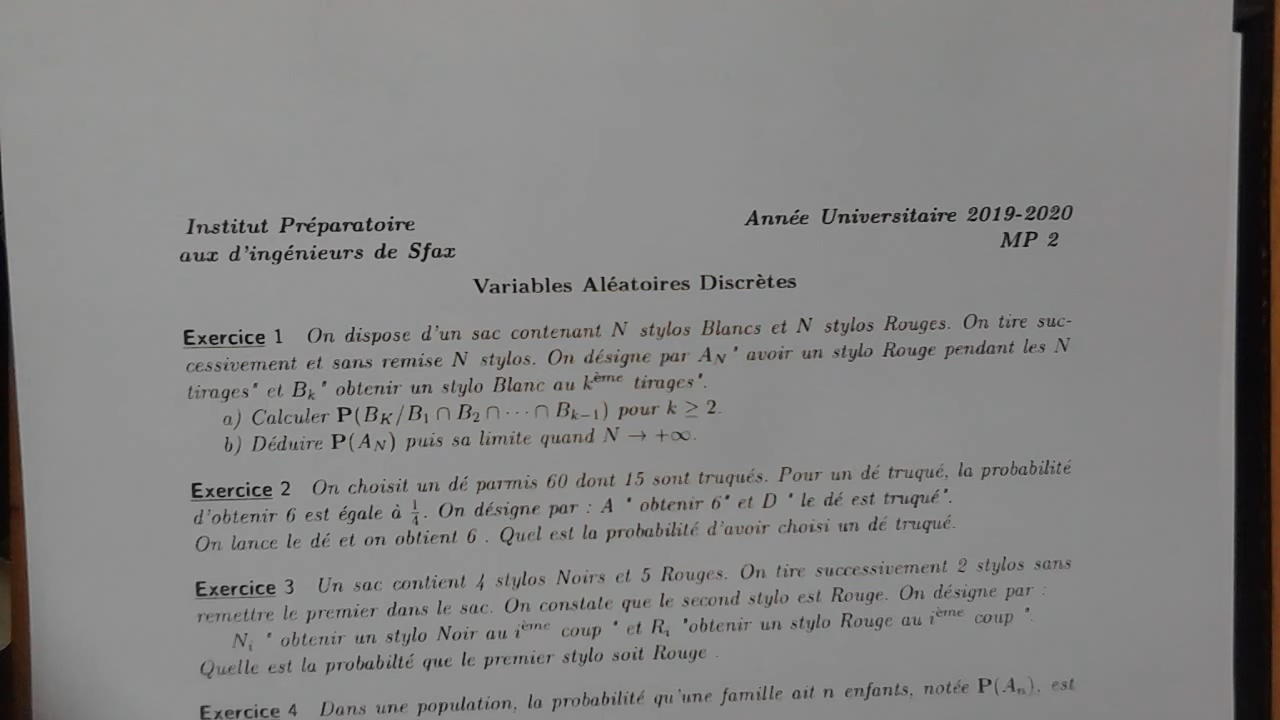 Institut Préparatoire
aux d'ingénieurs de Sfax
Année Universitaire 2019-2020
MP 2
Variables Aléatoires Discrètes
Exercice 1 On dispose d'un sac contenant N stylos Blancs et N stylos Rouges. On tire suc-
cessivement et sans remise N stylos. On désigne par A_N " avoir un stylo Rouge pendant les N
tirages" et B_k " obtenir un stylo Blanc au k^ème tirages".
a) Calculer P(B_K/B_1 ∩ B_2 ∩ ··· ∩ B_{k-1}) pour k ≥ 2.
b) Déduire P(A_N) puis sa limite quand N → +∞.
Exercice 2 On choisit un dé parmis 60 dont 15 sont truqués. Pour un dé truqué, la probabilité
d'obtenir 6 est égale à 1/4. On désigne par : A " obtenir 6" et D " le dé est truqué".
On lance le dé et on obtient 6 . Quel est la probabilité d'avoir choisi un dé truqué.
Exercice 3 Un sac contient 4 stylos Noirs et 5 Rouges. On tire successivement 2 stylos sans
remettre le premier dans le sac. On constate que le second stylo est Rouge. On désigne par :
N_i " obtenir un stylo Noir au i^ème coup " et R_i "obtenir un stylo Rouge au i^ème coup ".
Quelle est la probabilté que le premier stylo soit Rouge .
Exercice 4 Dans une population, la probabilité qu'une famille ait n enfants, notée P(A_n), est